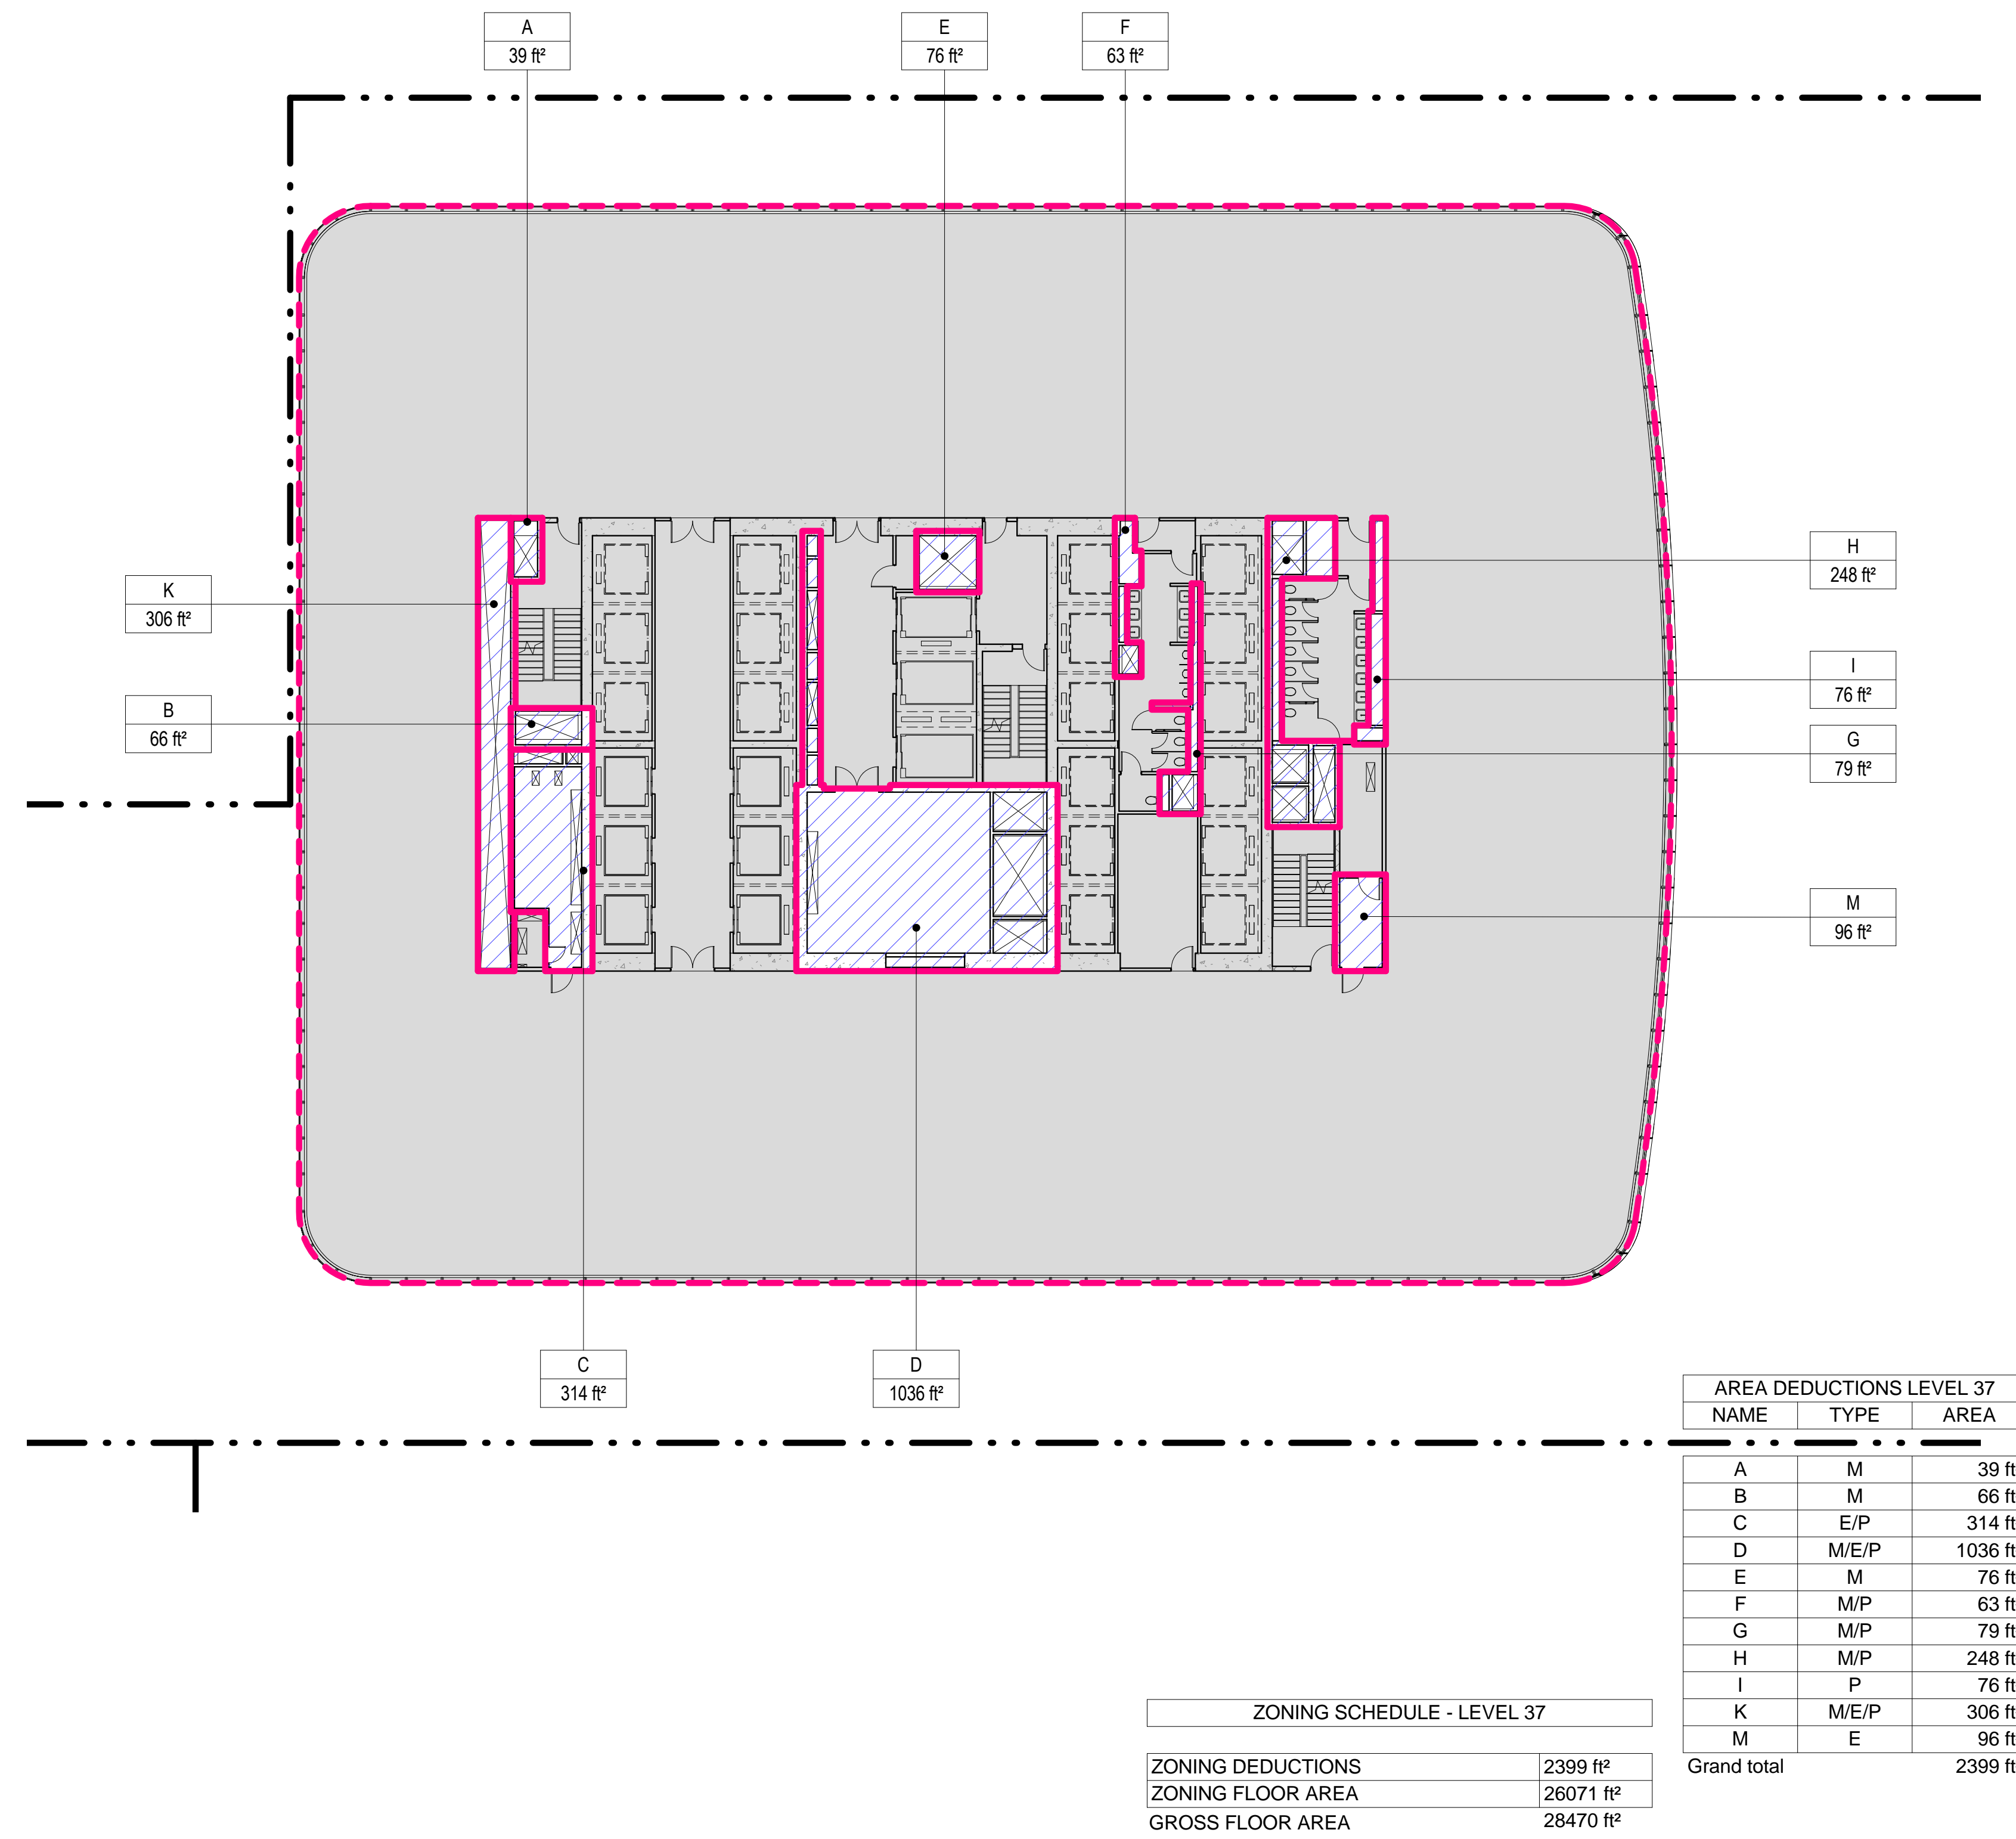 A
39 ft²
E
76 ft²
F
63 ft²
H
248 ft²
K
306 ft²
I
76 ft²
B
66 ft²
G
79 ft²
M
96 ft²
C
314 ft²
D
1036 ft²
AREA DEDUCTIONS LEVEL 37
NAME TYPE AREA
A M 39 ft
B M 66 ft
C E/P 314 ft
D M/E/P 1036 ft
E M 76 ft
F M/P 63 ft
G M/P 79 ft
H M/P 248 ft
I P 76 ft
K M/E/P 306 ft
M E 96 ft
Grand total 2399 ft
ZONING SCHEDULE - LEVEL 37
ZONING DEDUCTIONS 2399 ft²
ZONING FLOOR AREA 26071 ft²
GROSS FLOOR AREA 28470 ft²